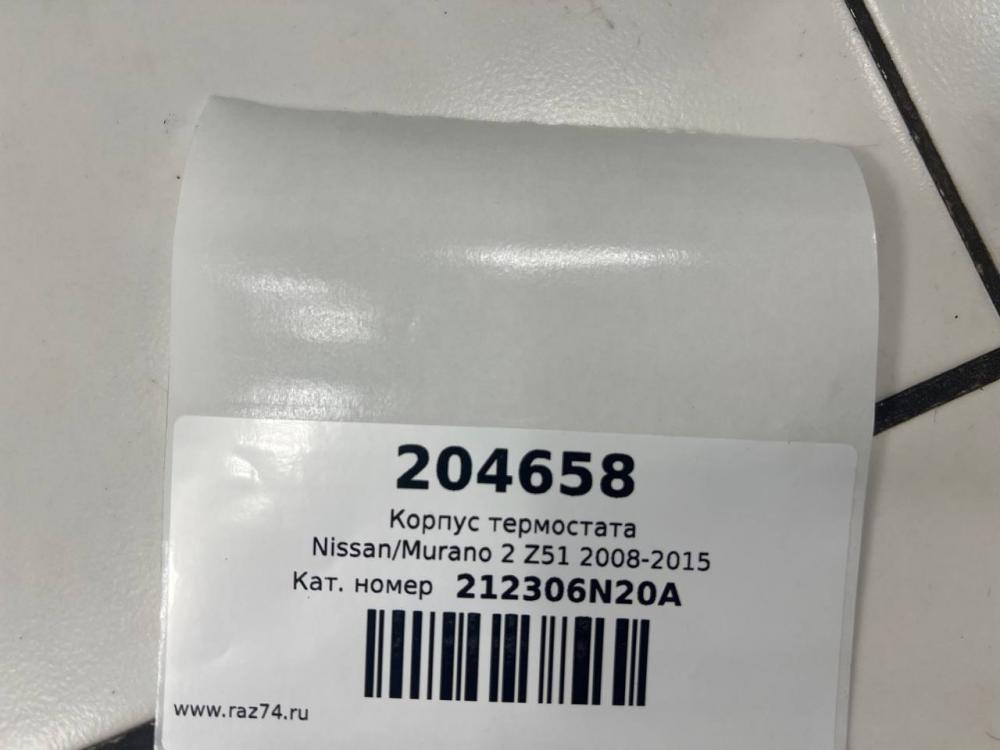 204658
Корпус термостата
Nissan/Murano 2 Z51 2008-2015
Кат. номер 212306N20A
www.raz74.ru